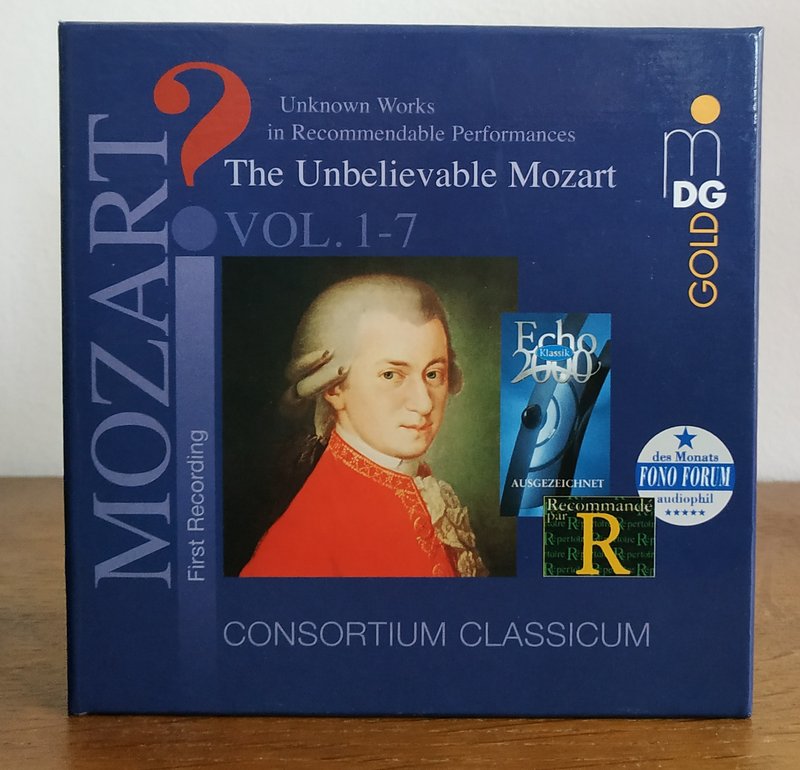 MOZART
?
Unknown Works
in Recommendable Performances
The Unbelievable Mozart
VOL. 1-7
First Recording
m
DG
GOLD
Echo
Klassik
2000
AUSGEZEICHNET
des Monats
FONO FORUM
audiophil
Recommandé
par
R
CONSORTIUM CLASSICUM